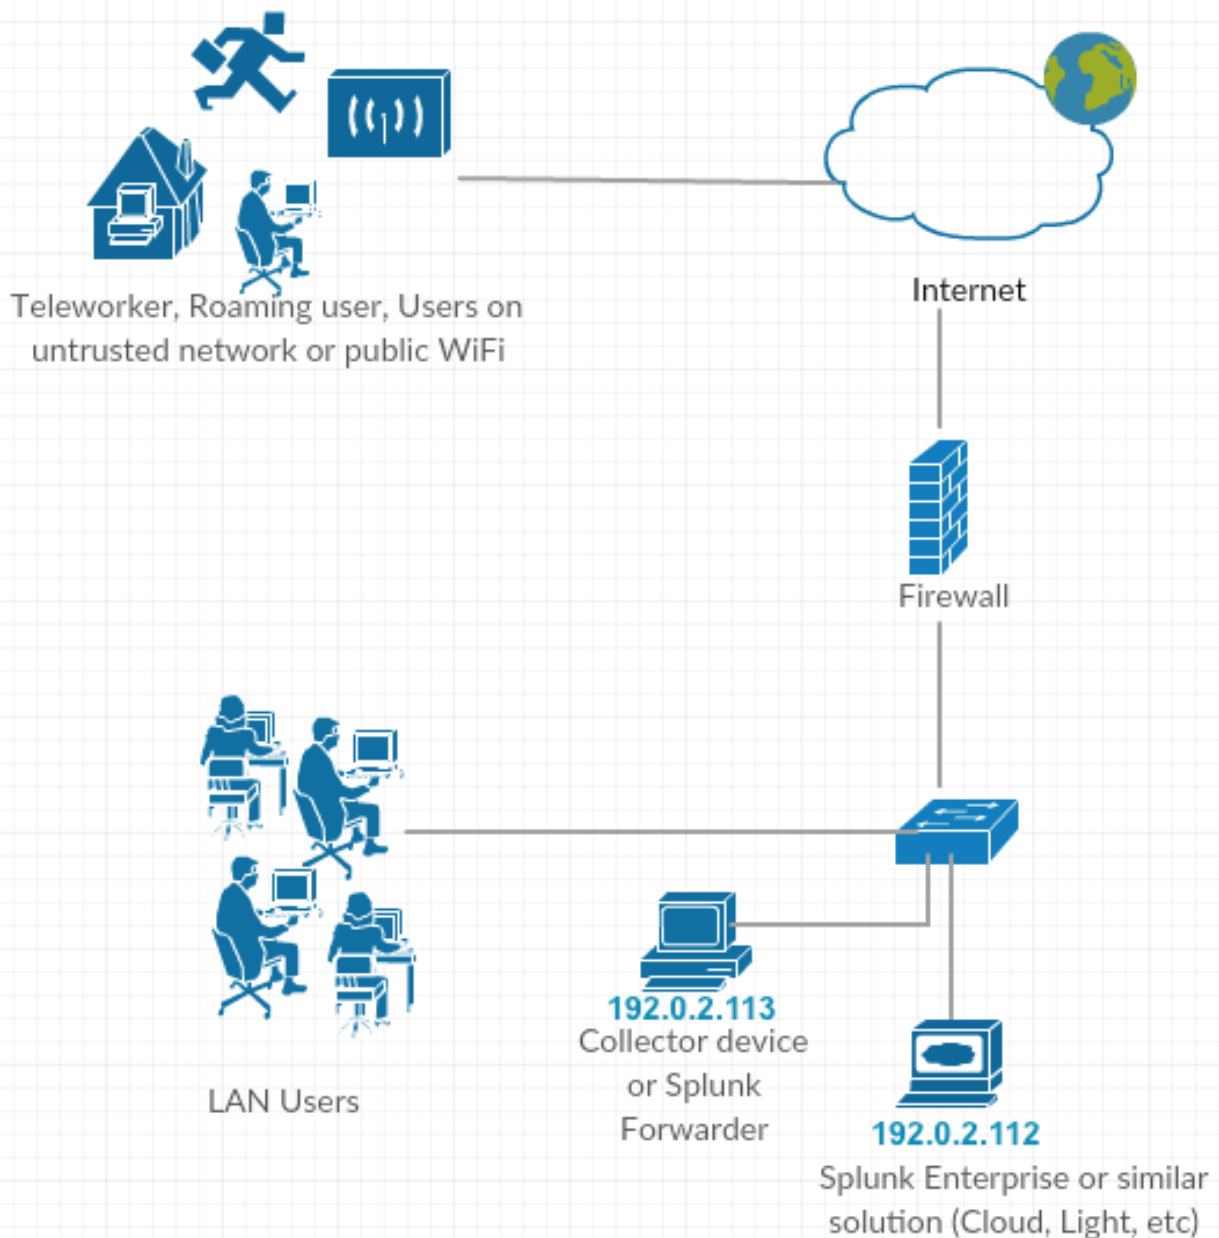 Teleworker, Roaming user, Users on
untrusted network or public WiFi
Internet
Firewall
LAN Users
192.0.2.113
Collector device
or Splunk
Forwarder
192.0.2.112
Splunk Enterprise or similar
solution (Cloud, Light, etc)